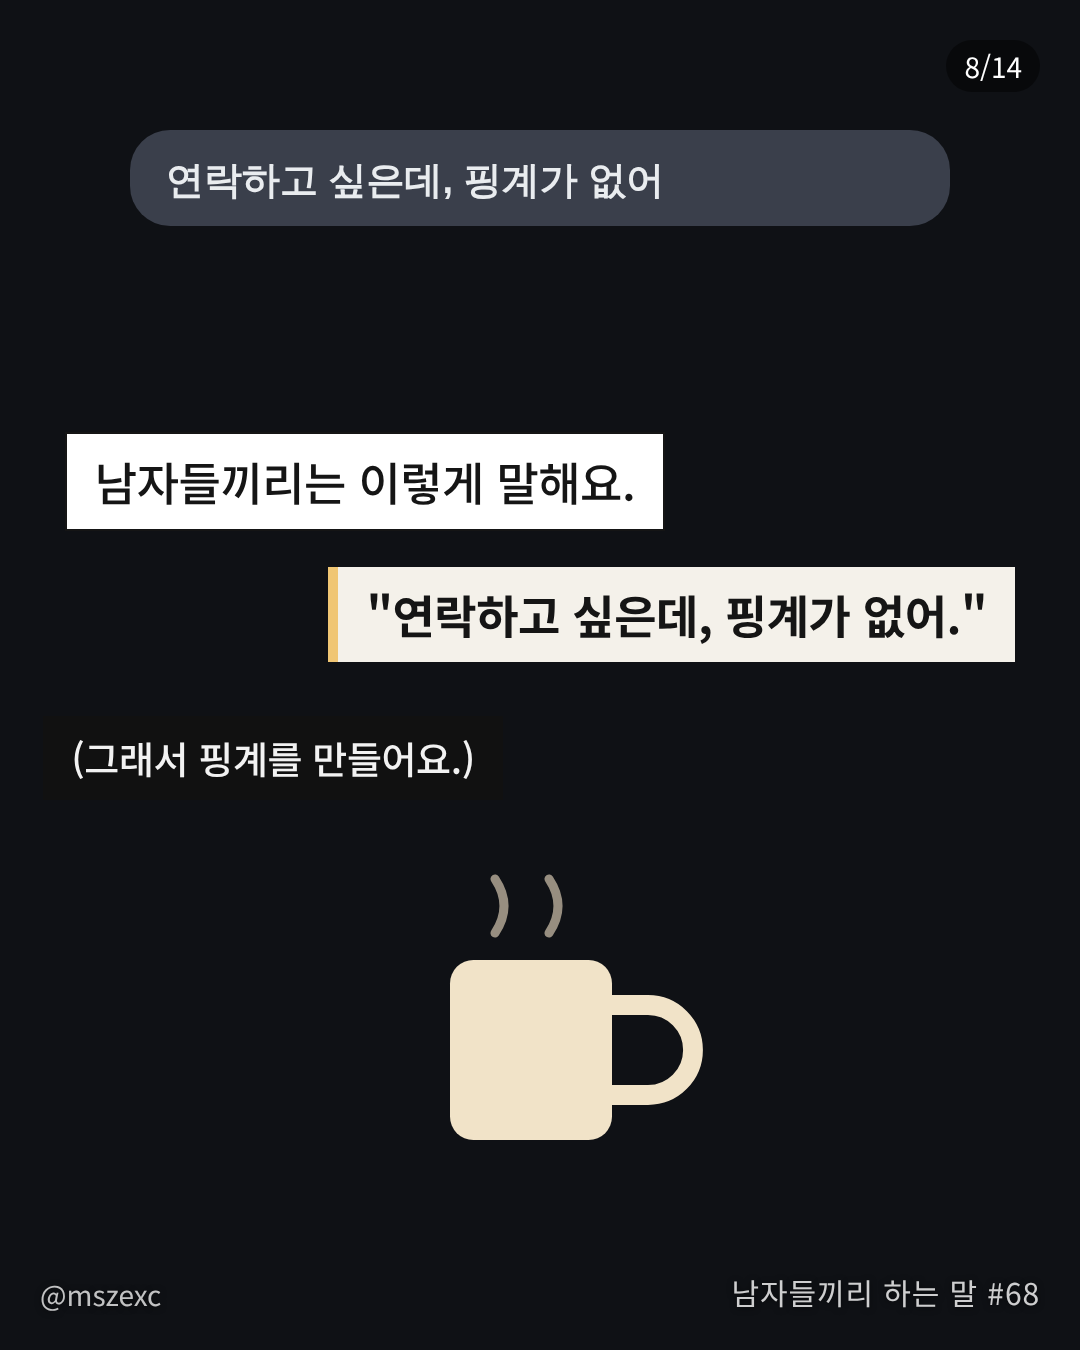 8/14
연락하고 싶은데, 핑계가 없어
남자들끼리는 이렇게 말해요.
"연락하고 싶은데, 핑계가 없어."
(그래서 핑계를 만들어요.)
@mszexc
남자들끼리 하는 말 #68